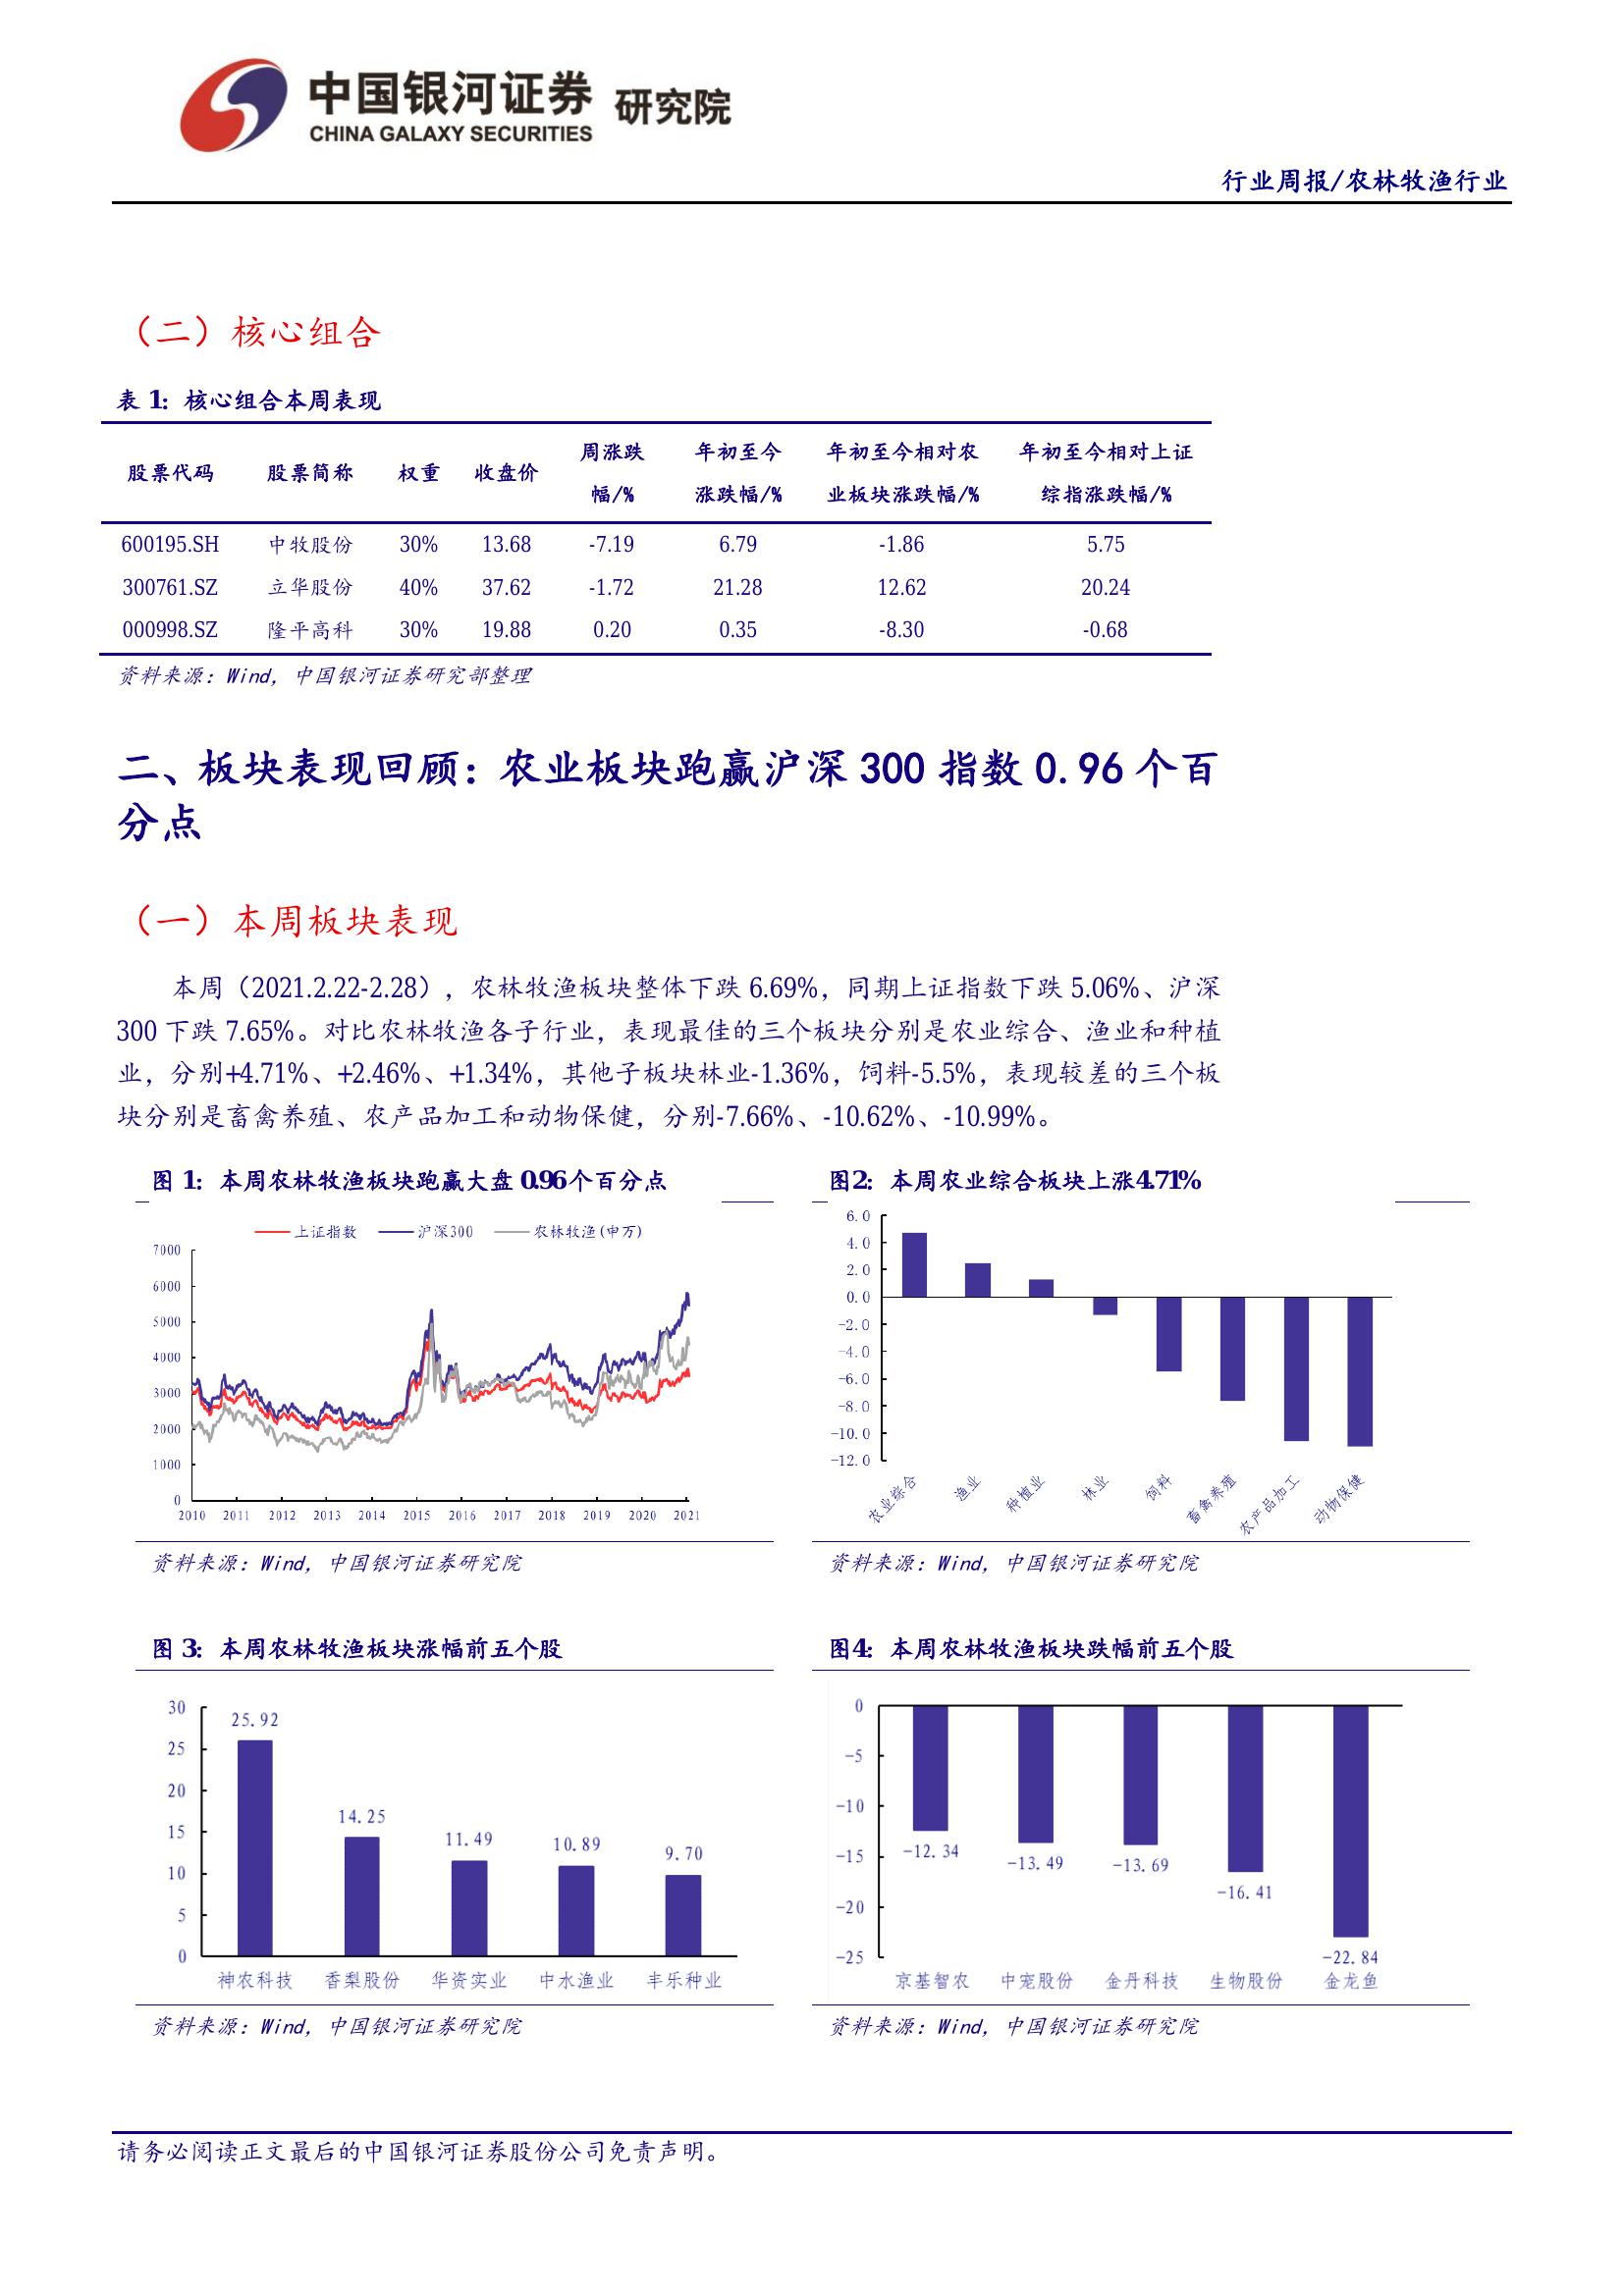 中国银河证券 研究院
CHINA GALAXY SECURITIES
行业周报/农林牧渔行业
（二）核心组合
表 1: 核心组合本周表现
股票代码 股票简称 权重 收盘价 周涨跌幅/% 年初至今涨跌幅/% 年初至今相对农业板块涨跌幅/% 年初至今相对上证综指涨跌幅/%
600195.SH 中牧股份 30% 13.68 -7.19 6.79 -1.86 5.75
300761.SZ 立华股份 40% 37.62 -1.72 21.28 12.62 20.24
000998.SZ 隆平高科 30% 19.88 0.20 0.35 -8.30 -0.68
资料来源：Wind，中国银河证券研究部整理
二、板块表现回顾：农业板块跑赢沪深 300 指数 0.96 个百
分点
（一）本周板块表现
本周（2021.2.22-2.28），农林牧渔板块整体下跌 6.69%，同期上证指数下跌 5.06%、沪深
300 下跌 7.65%。对比农林牧渔各子行业，表现最佳的三个板块分别是农业综合、渔业和种植
业，分别+4.71%、+2.46%、+1.34%，其他子板块林业-1.36%，饲料-5.5%，表现较差的三个板
块分别是畜禽养殖、农产品加工和动物保健，分别-7.66%、-10.62%、-10.99%。
图 1: 本周农林牧渔板块跑赢大盘 0.96个百分点
上证指数 沪深300 农林牧渔(申万)
7000
6000
5000
4000
3000
2000
1000
0
2010 2011 2012 2013 2014 2015 2016 2017 2018 2019 2020 2021
资料来源：Wind，中国银河证券研究院
图2: 本周农业综合板块上涨4.71%
6.0
4.0
2.0
0.0
-2.0
-4.0
-6.0
-8.0
-10.0
-12.0
农业综合 渔业 种植业 林业 饲料 畜禽养殖 农产品加工 动物保健
资料来源：Wind，中国银河证券研究院
图 3: 本周农林牧渔板块涨幅前五个股
30
25
20
15
10
5
0
25.92 14.25 11.49 10.89 9.70
神农科技 香梨股份 华资实业 中水渔业 丰乐种业
资料来源：Wind，中国银河证券研究院
图4: 本周农林牧渔板块跌幅前五个股
0
-5
-10
-15
-20
-25
-12.34 -13.49 -13.69 -16.41 -22.84
京基智农 中宠股份 金丹科技 生物股份 金龙鱼
资料来源：Wind，中国银河证券研究院
请务必阅读正文最后的中国银河证券股份公司免责声明。